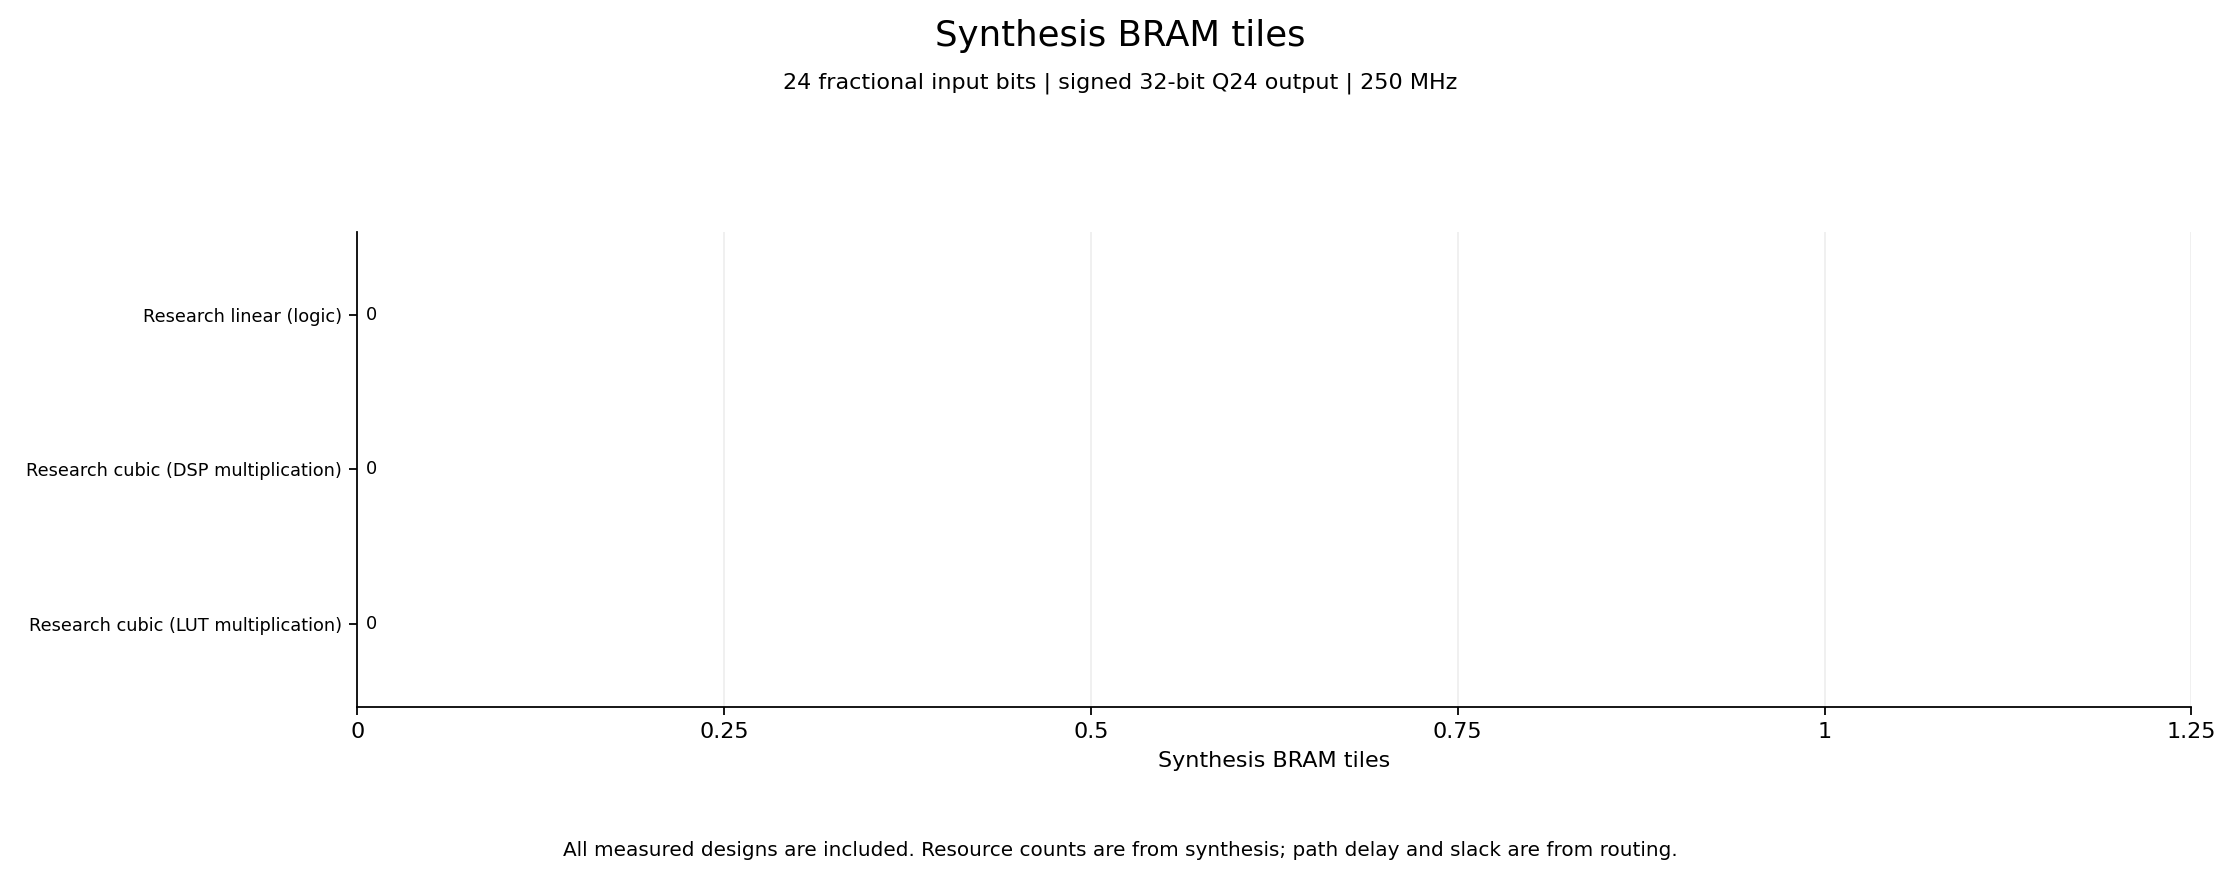 Synthesis BRAM tiles
24 fractional input bits | signed 32-bit Q24 output | 250 MHz
Research linear (logic) 0
Research cubic (DSP multiplication) 0
Research cubic (LUT multiplication) 0
0 0.25 0.5 0.75 1 1.25
Synthesis BRAM tiles
All measured designs are included. Resource counts are from synthesis; path delay and slack are from routing.